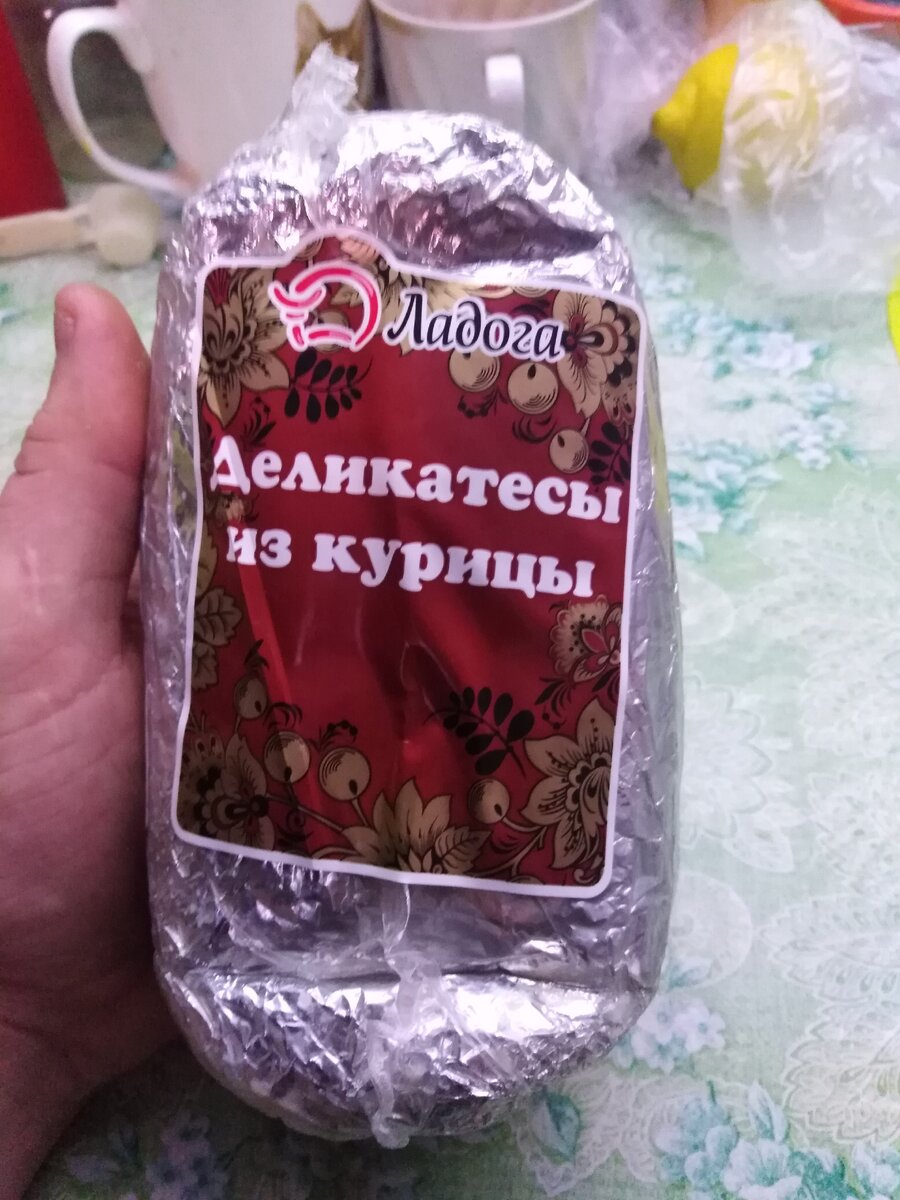 Ладога
Деликатесы
из курицы